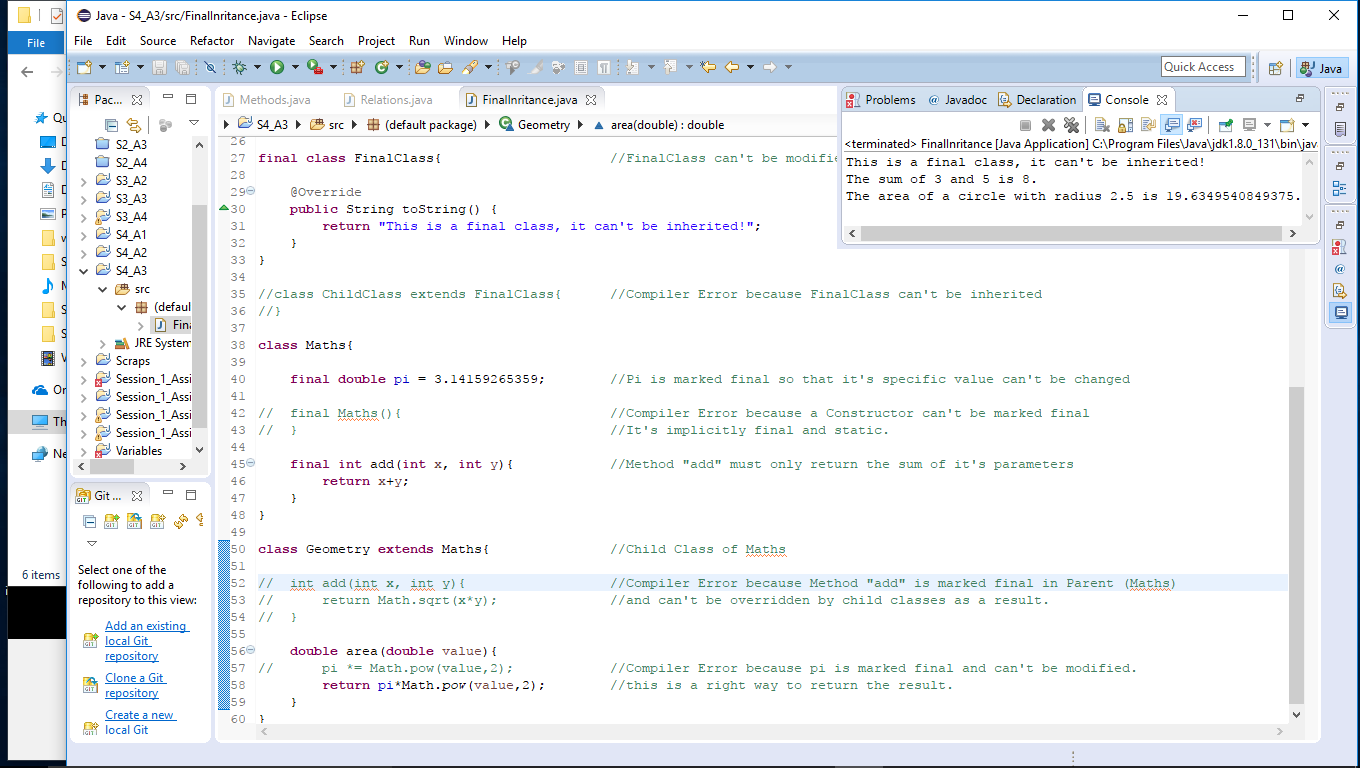 Java - S4_A3/src/FinalInritance.java - Eclipse
File
File Edit Source Refactor Navigate Search Project Run Window Help
Quick Access
Java
Pac...
Methods.java Relations.java FinalInritance.java
Problems @ Javadoc Declaration Console
S4_A3 src (default package) Geometry area(double) : double
<terminated> FinalInritance [Java Application] C:\Program Files\Java\jdk1.8.0_131\bin\jav
This is a final class, it can't be inherited!
The sum of 3 and 5 is 8.
The area of a circle with radius 2.5 is 19.6349540849375.
S2_A3
S2_A4
S3_A2
S3_A3
S3_A4
S4_A1
S4_A2
S4_A3
src
(defaul
Fina
JRE System
Scraps
Session_1_Assi
Session_1_Assi
Session_1_Assi
Session_1_Assi
Variables
Git ...
Select one of the
following to add a
repository to this view:
Add an existing
local Git
repository
Clone a Git
repository
Create a new
local Git
6 items
26
27 final class FinalClass{ //FinalClass can't be modifie
28
29 @Override
30 public String toString() {
31 return "This is a final class, it can't be inherited!";
32 }
33 }
34
35 //class ChildClass extends FinalClass{ //Compiler Error because FinalClass can't be inherited
36 //}
37
38 class Maths{
39
40 final double pi = 3.14159265359; //Pi is marked final so that it's specific value can't be changed
41
42 // final Maths(){ //Compiler Error because a Constructor can't be marked final
43 // } //It's implicitly final and static.
44
45 final int add(int x, int y){ //Method "add" must only return the sum of it's parameters
46 return x+y;
47 }
48 }
49
50 class Geometry extends Maths{ //Child Class of Maths
51
52 // int add(int x, int y){ //Compiler Error because Method "add" is marked final in Parent (Maths)
53 // return Math.sqrt(x*y); //and can't be overridden by child classes as a result.
54 // }
55
56 double area(double value){
57 // pi *= Math.pow(value,2); //Compiler Error because pi is marked final and can't be modified.
58 return pi*Math.pow(value,2); //this is a right way to return the result.
59 }
60 }